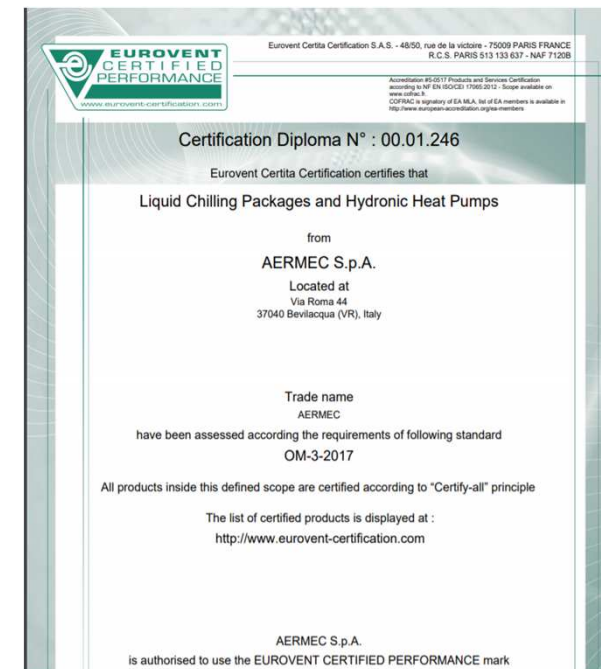 EUROVENT
CERTIFIED
PERFORMANCE
www.eurovent-certification.com
Eurovent Certita Certification S.A.S. - 48/50, rue de la victoire - 75009 PARIS FRANCE
R.C.S. PARIS 513 133 637 - NAF 7120B
Accreditation #5-0517 Products and Services Certification
according to NF EN ISO/CEI 17065:2012 - Scope available on
www.cofrac.fr.
COFRAC is signatory of EA MLA, list of EA members is available in
http://www.european-accreditation.org/ea-members
Certification Diploma N° : 00.01.246
Eurovent Certita Certification certifies that
Liquid Chilling Packages and Hydronic Heat Pumps
from
AERMEC S.p.A.
Located at
Via Roma 44
37040 Bevilacqua (VR), Italy
Trade name
AERMEC
have been assessed according the requirements of following standard
OM-3-2017
All products inside this defined scope are certified according to “Certify-all” principle
The list of certified products is displayed at :
http://www.eurovent-certification.com
AERMEC S.p.A.
is authorised to use the EUROVENT CERTIFIED PERFORMANCE mark